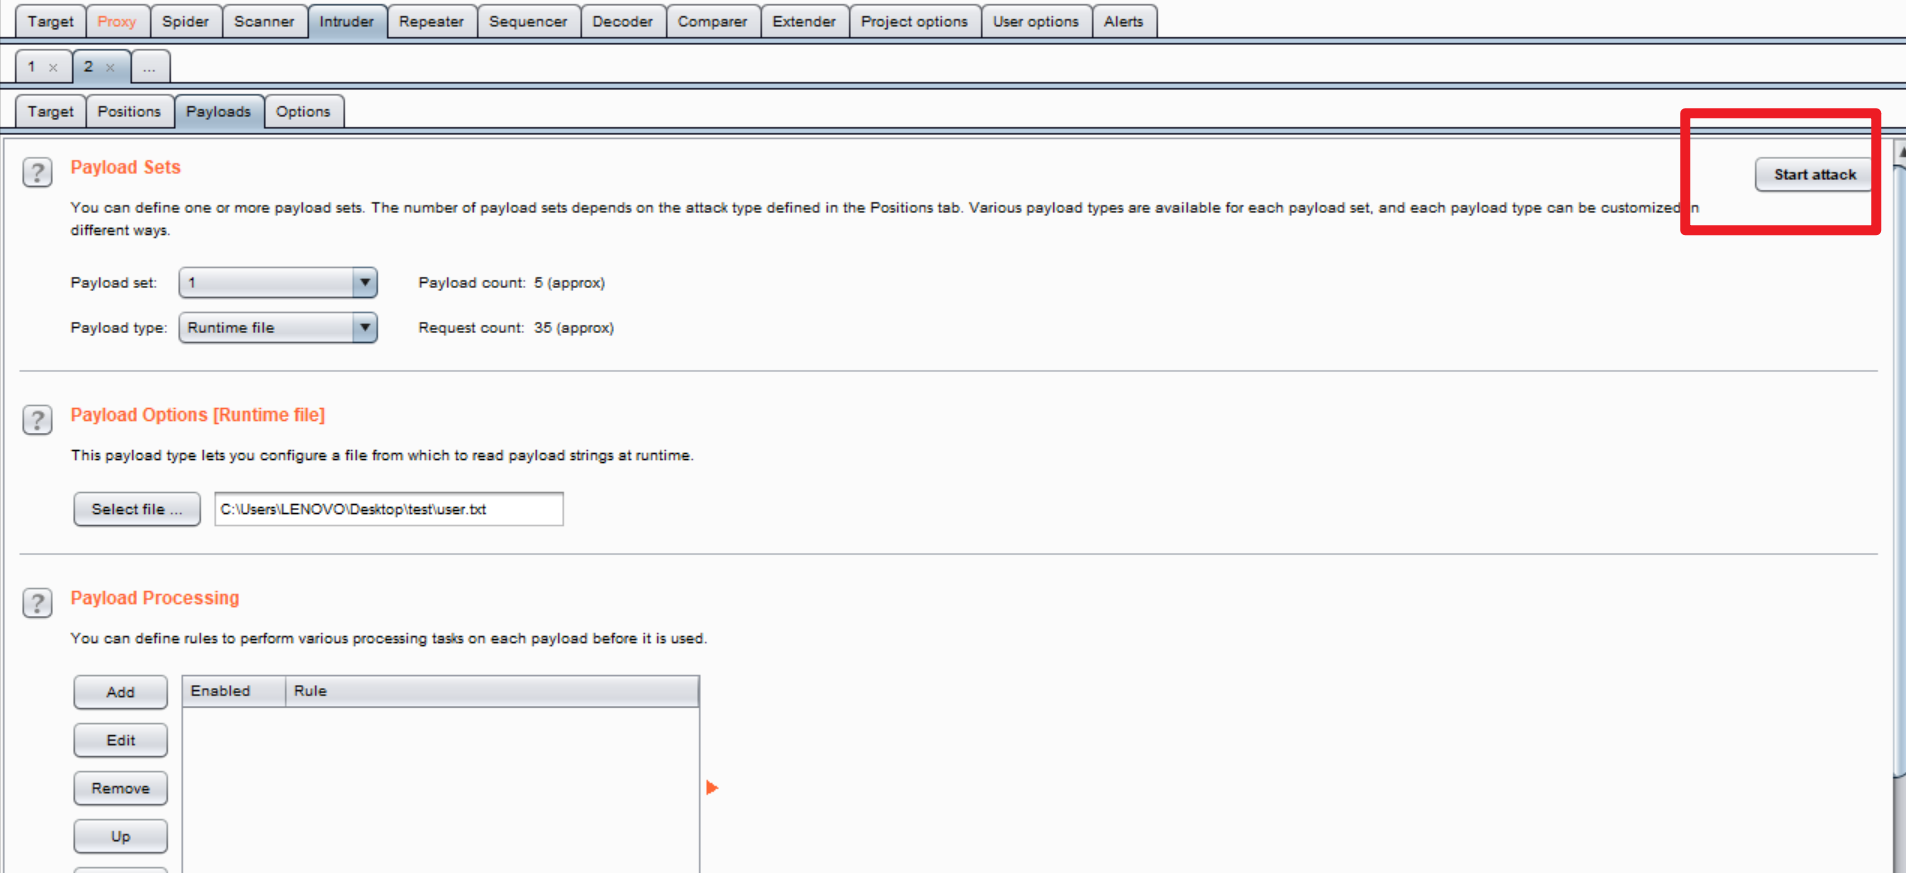 Target Proxy Spider Scanner Intruder Repeater Sequencer Decoder Comparer Extender Project options User options Alerts
1 × 2 × ...
Target Positions Payloads Options
? Payload Sets
Start attack
You can define one or more payload sets. The number of payload sets depends on the attack type defined in the Positions tab. Various payload types are available for each payload set, and each payload type can be customized in
different ways.
Payload set: 1 Payload count: 5 (approx)
Payload type: Runtime file Request count: 35 (approx)
? Payload Options [Runtime file]
This payload type lets you configure a file from which to read payload strings at runtime.
Select file ... C:\Users\LENOVO\Desktop\test\user.txt
? Payload Processing
You can define rules to perform various processing tasks on each payload before it is used.
Add Enabled Rule
Edit
Remove
Up